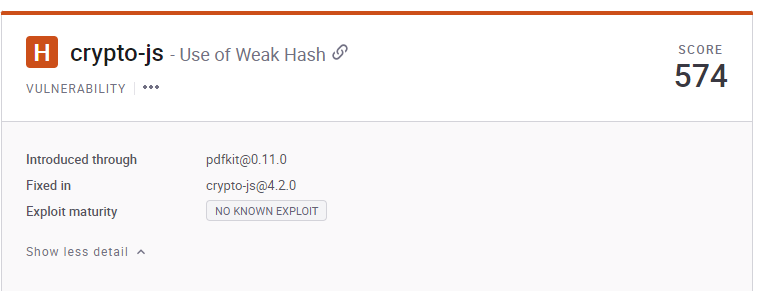 H crypto-js - Use of Weak Hash
SCORE
574
VULNERABILITY
Introduced through pdfkit@0.11.0
Fixed in crypto-js@4.2.0
Exploit maturity NO KNOWN EXPLOIT
Show less detail